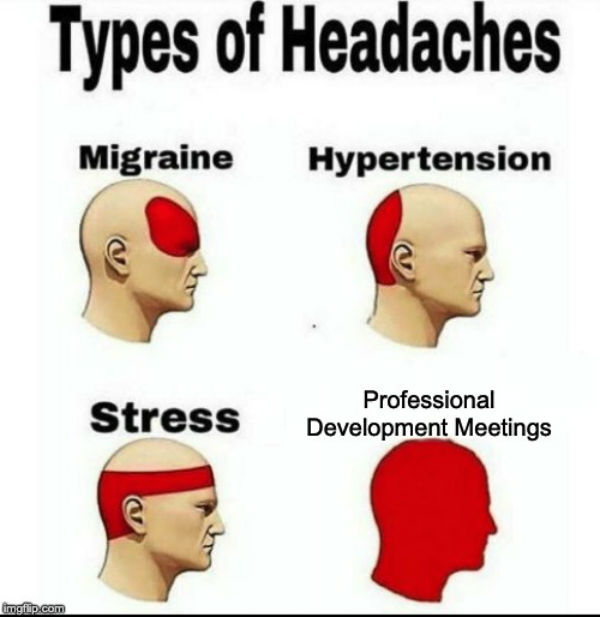 Types of Headaches
Migraine
Hypertension
Stress
Professional
Development Meetings
imgflip.com